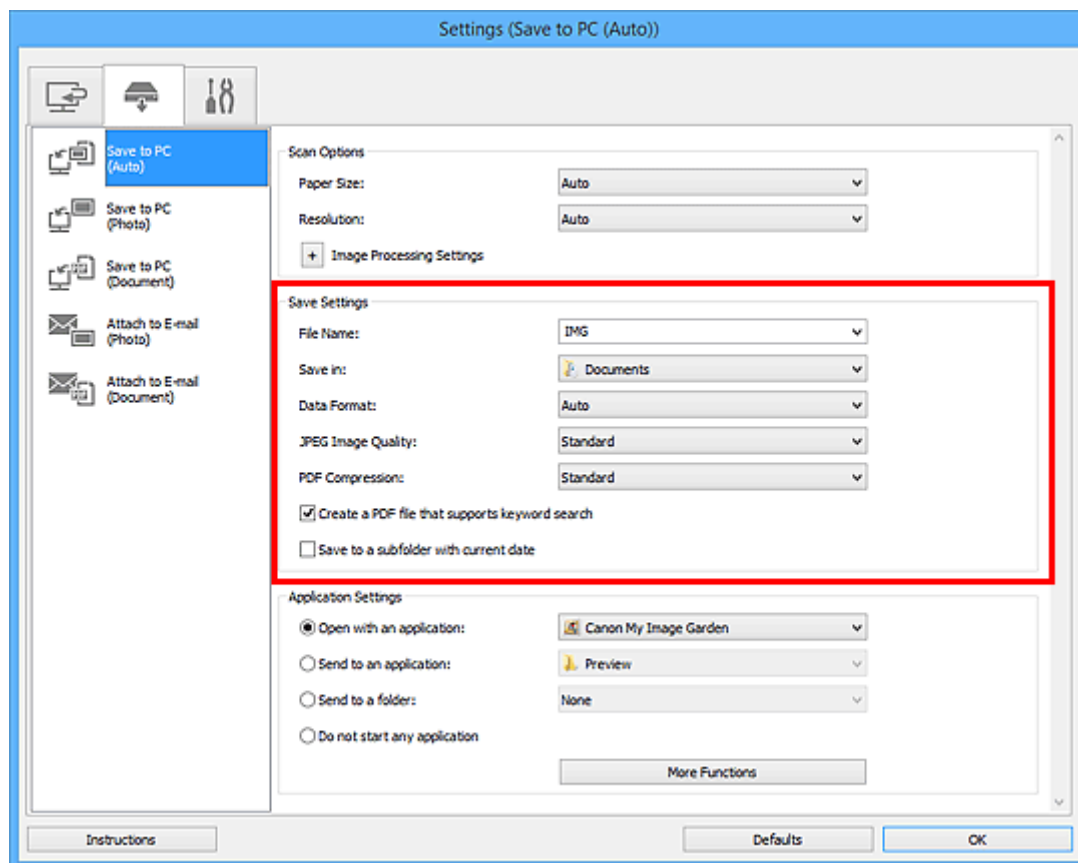 Settings (Save to PC (Auto))
Save to PC
(Auto)
Save to PC
(Photo)
Save to PC
(Document)
Attach to E-mail
(Photo)
Attach to E-mail
(Document)
Scan Options
Paper Size: Auto
Resolution: Auto
+ Image Processing Settings
Save Settings
File Name: IMG
Save in: Documents
Data Format: Auto
JPEG Image Quality: Standard
PDF Compression: Standard
Create a PDF file that supports keyword search
Save to a subfolder with current date
Application Settings
Open with an application: Canon My Image Garden
Send to an application: Preview
Send to a folder: None
Do not start any application
More Functions
Instructions Defaults OK